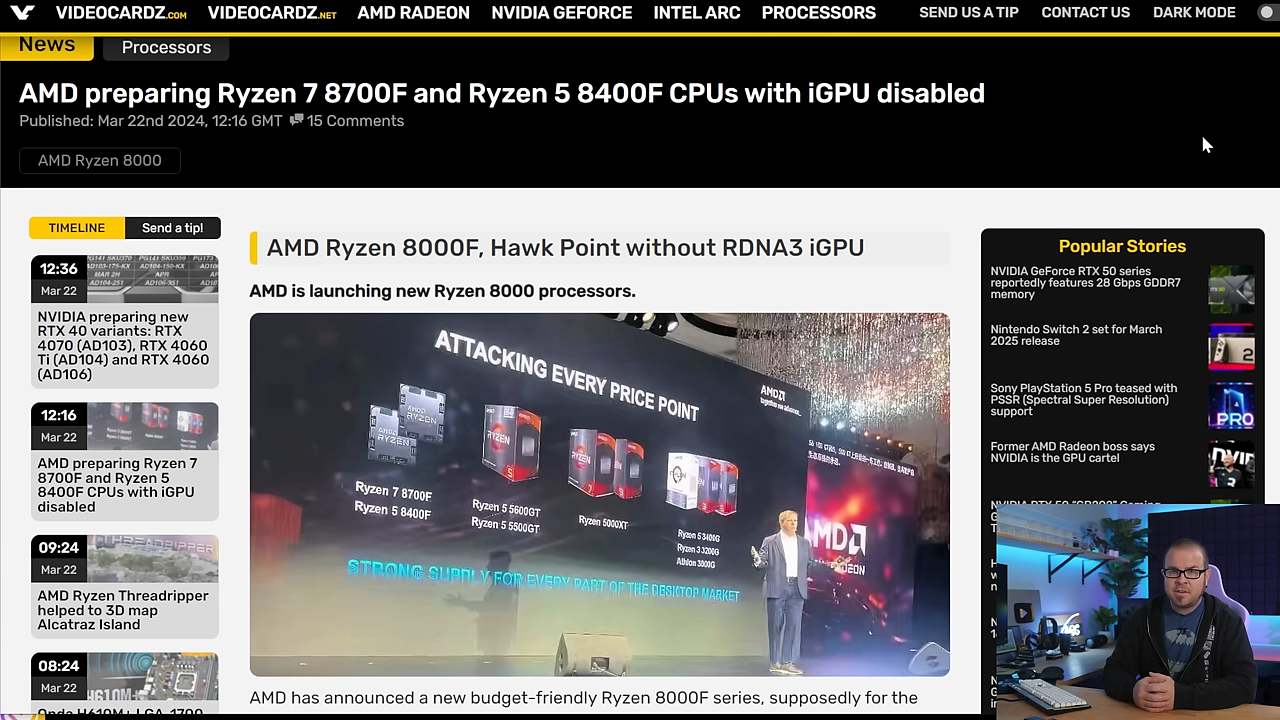 VIDEOCARDZ.COM
VIDEOCARDZ.NET
AMD RADEON
NVIDIA GEFORCE
INTEL ARC
PROCESSORS
SEND US A TIP
CONTACT US
DARK MODE
News
Processors
AMD preparing Ryzen 7 8700F and Ryzen 5 8400F CPUs with iGPU disabled
Published: Mar 22nd 2024, 12:16 GMT
15 Comments
AMD Ryzen 8000
TIMELINE
Send a tip!
12:36
Mar 22
NVIDIA preparing new
RTX 40 variants: RTX
4070 (AD103), RTX 4060
Ti (AD104) and RTX 4060
(AD106)
12:16
Mar 22
AMD preparing Ryzen 7
8700F and Ryzen 5
8400F CPUs with iGPU
disabled
09:24
Mar 22
AMD Ryzen Threadripper
helped to 3D map
Alcatraz Island
08:24
Mar 22
AMD Ryzen 8000F, Hawk Point without RDNA3 iGPU
AMD is launching new Ryzen 8000 processors.
ATTACKING EVERY PRICE POINT
AMD
together we advance_
AMD
RYZEN
AMD
RYZEN
RYZEN
5
Ryzen 7 8700F
Ryzen 5 8400F
Ryzen 5 5600GT
Ryzen 5 5500GT
Ryzen 5000XT
Ryzen 5 3400G
Ryzen 3 3200G
Athlon 3000G
STRONG SUPPLY FOR EVERY PART OF THE DESKTOP MARKET
AMD
RADEON
AMD has announced a new budget-friendly Ryzen 8000F series, supposedly for the
Popular Stories
NVIDIA GeForce RTX 50 series
reportedly features 28 Gbps GDDR7
memory
Nintendo Switch 2 set for March
2025 release
Sony PlayStation 5 Pro teased with
PSSR (Spectral Super Resolution)
support
PRO
Former AMD Radeon boss says
NVIDIA is the GPU cartel